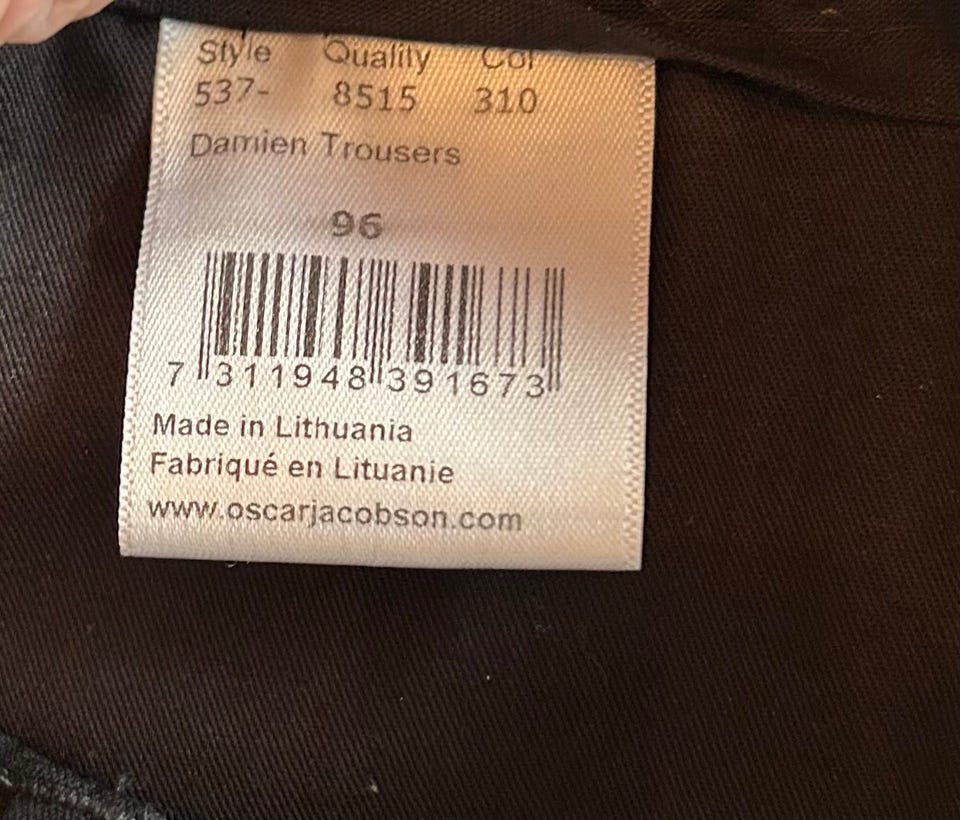 Style Quality Col
537- 8515 310
Damien Trousers
96
7 311948 391673
Made in Lithuania
Fabriqué en Lituanie
www.oscarjacobson.com